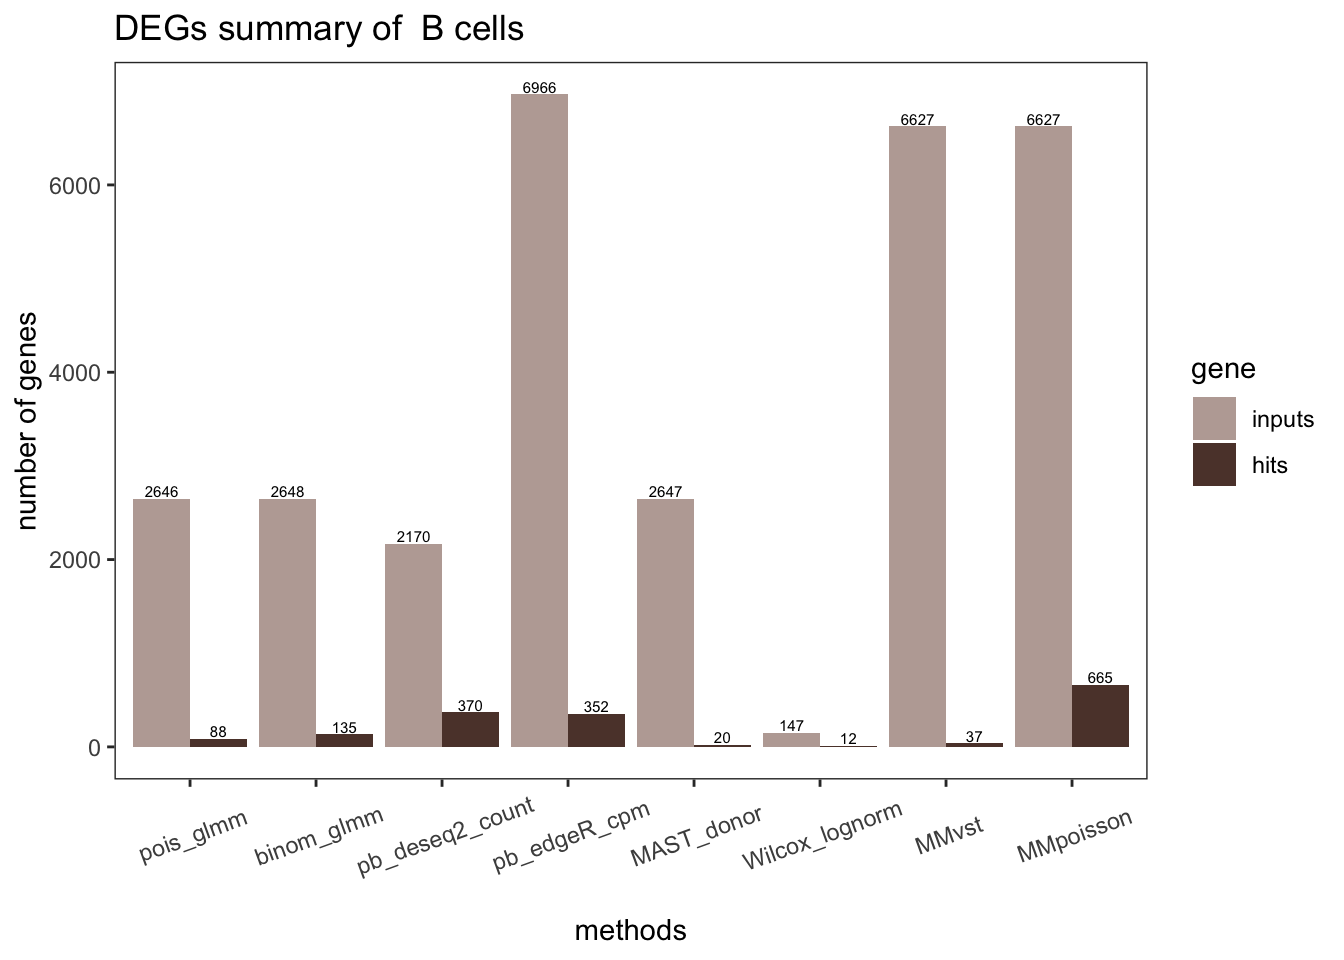 DEGs summary of  B cells
number of genes
6000
4000
2000
0
2646
88
2648
135
2170
370
6966
352
2647
20
147
12
6627
37
6627
665
pois_glmm
binom_glmm
pb_deseq2_count
pb_edgeR_cpm
MAST_donor
Wilcox_lognorm
MMvst
MMpoisson
methods
gene
inputs
hits